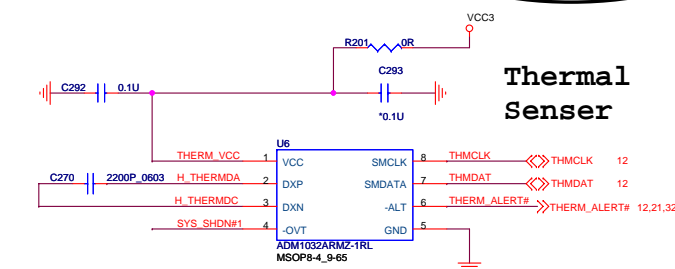 VCC3
R201 0R
C292 0.1U
C293
*0.1U
Thermal
Senser
U6
THERM_VCC 1 VCC SMCLK 8 THMCLK THMCLK 12
C270 2200P_0603 H_THERMDA 2 DXP SMDATA 7 THMDAT THMDAT 12
H_THERMDC 3 DXN -ALT 6 THERM_ALERT# THERM_ALERT# 12,21,32
SYS_SHDN#1 4 -OVT GND 5
ADM1032ARMZ-1RL
MSOP8-4_9-65